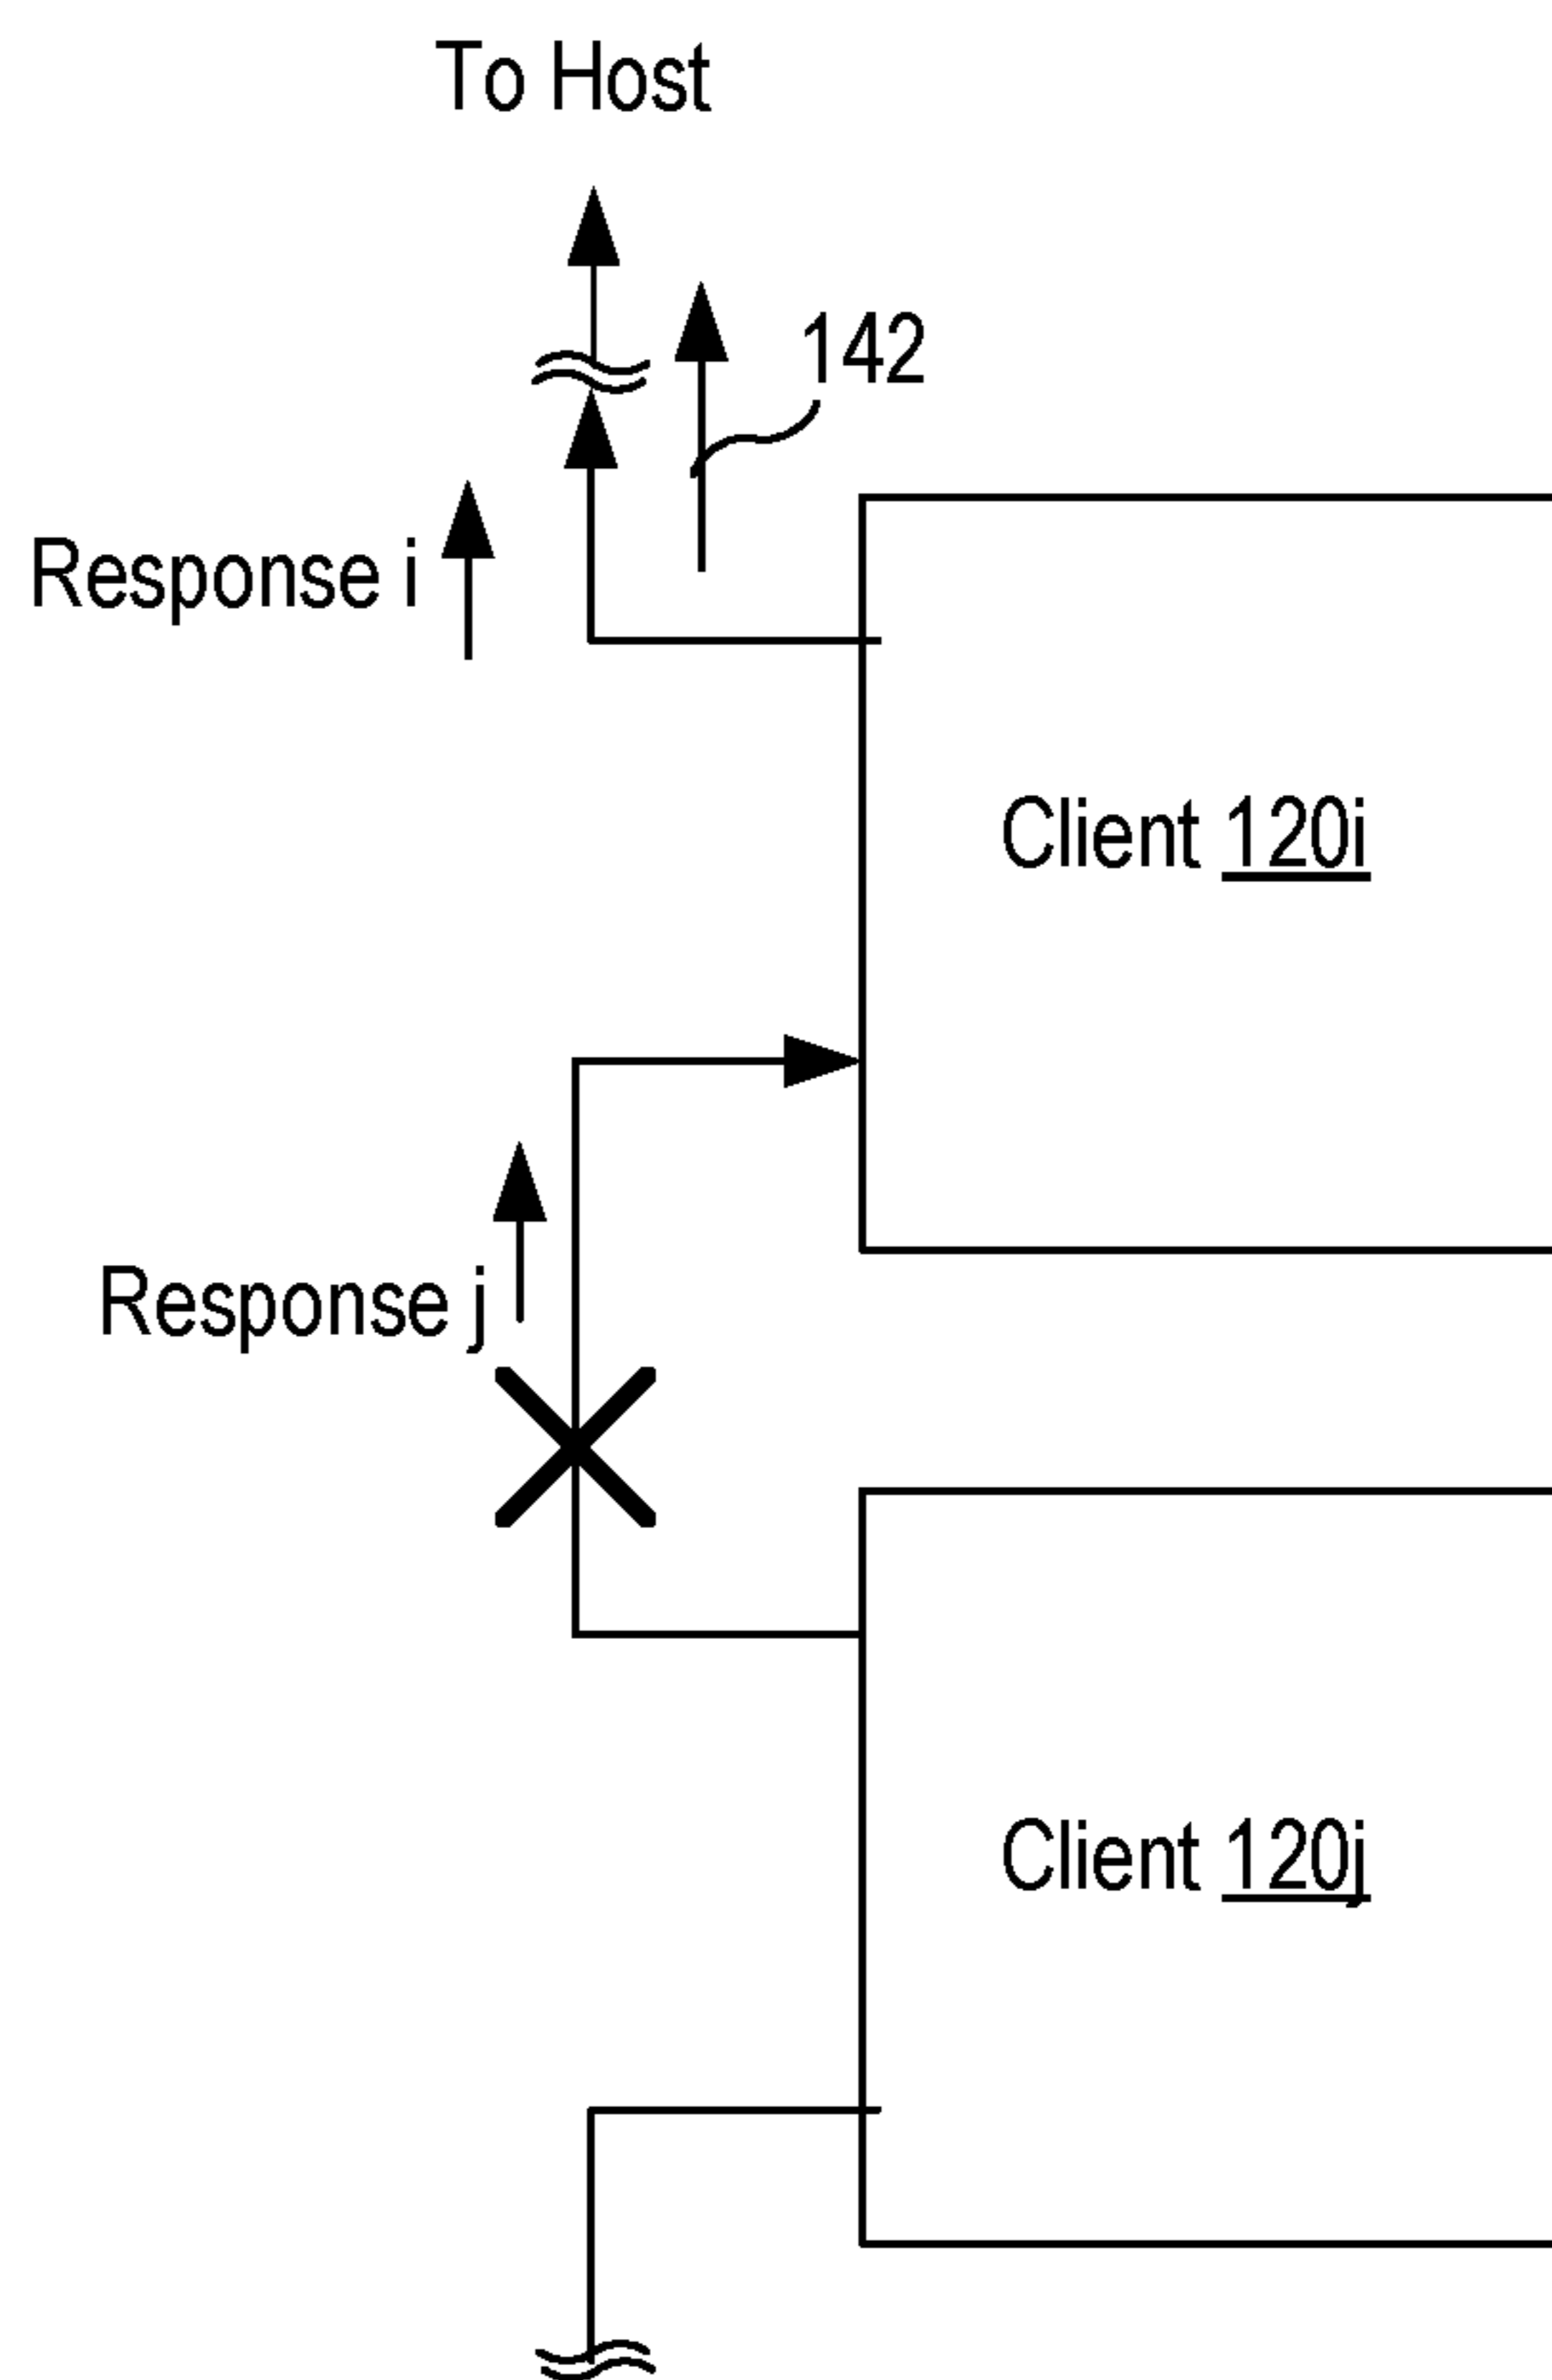 To Host
142
Response i
Client 120i
Response j
Client 120j